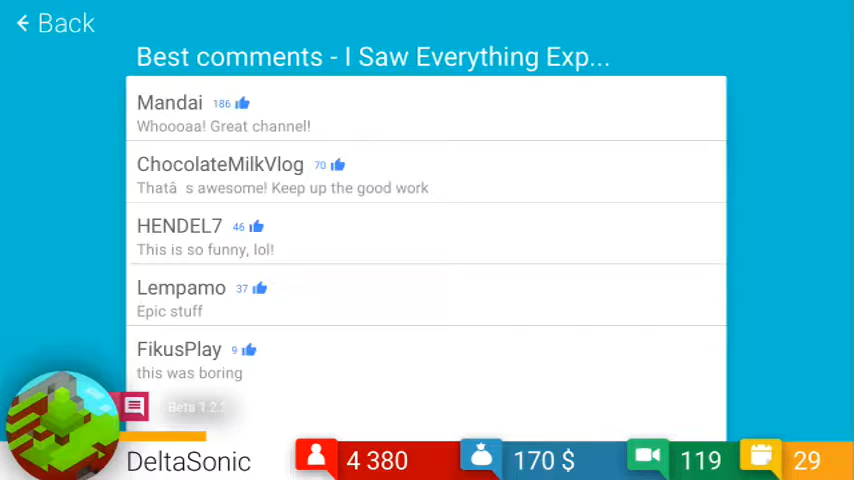 Back
Best comments - I Saw Everything Exp...
Mandai 186
Whoooaa! Great channel!
ChocolateMilkVlog 70
Thatâ s awesome! Keep up the good work
HENDEL7 46
This is so funny, lol!
Lempamo 37
Epic stuff
FikusPlay 9
this was boring
Beta 1.2.2
DeltaSonic 4 380 170 $ 119 29